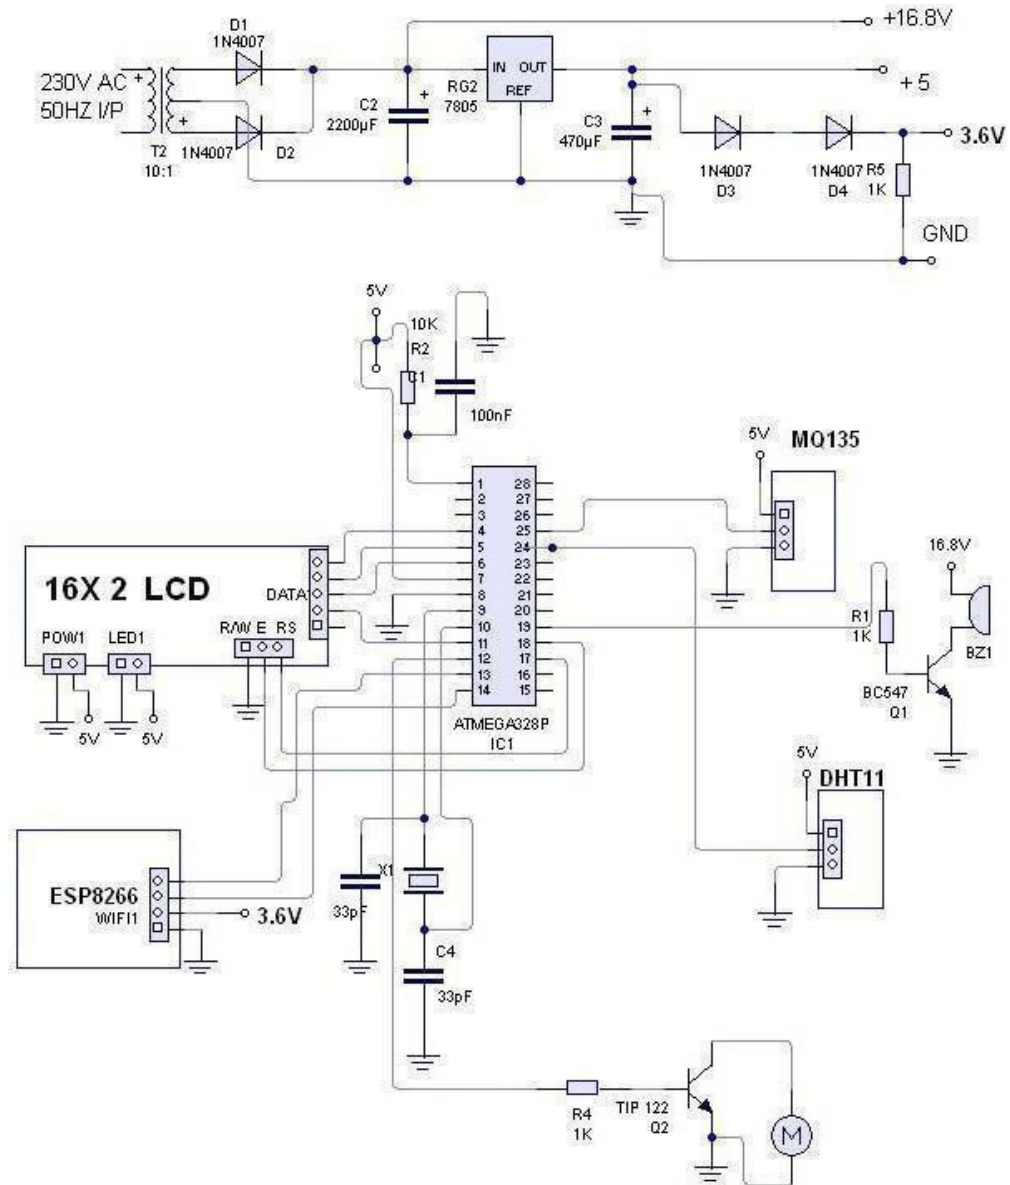 D1
1N4007
+16.8V
230V AC
50HZ I/P
+
+
T2
10:1
1N4007
D2
C2
2200µF
+
RG2
7805
IN OUT
REF
C3
470µF
+
+5
1N4007
D3
1N4007
D4
R5
1K
3.6V
GND
5V
10K
R2
C1
100nF
5V
MQ135
1
2
3
4
5
6
7
8
9
10
11
12
13
14
28
27
26
25
24
23
22
21
20
19
18
17
16
15
ATMEGA328P
IC1
16X 2 LCD
DATA
R/W E RS
POW1
LED1
5V
5V
16.8V
R1
1K
BZ1
BC547
Q1
5V
DHT11
ESP8266
WIFI1
3.6V
X1
33pF
C4
33pF
R4
1K
TIP 122
Q2
M